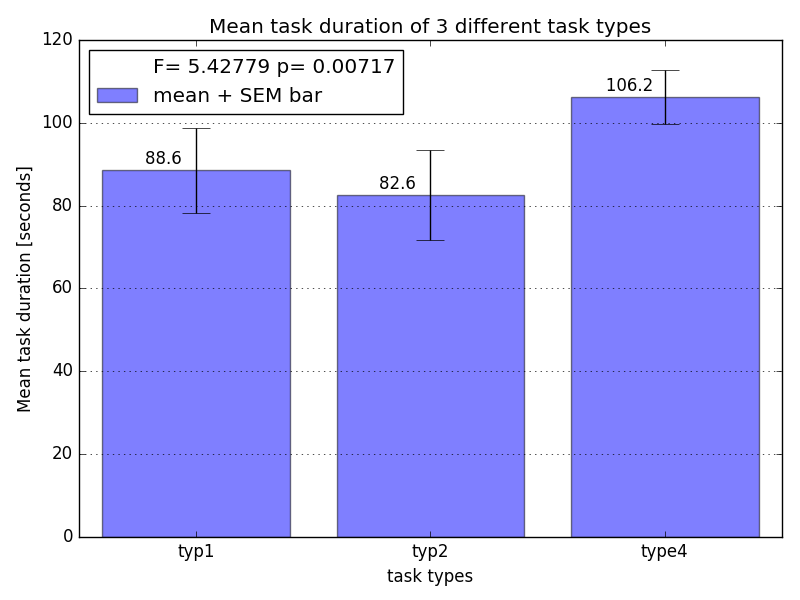 Mean task duration of 3 different task types
F= 5.42779 p= 0.00717
mean + SEM bar
120
100
80
60
40
20
0
Mean task duration [seconds]
88.6
82.6
106.2
typ1
typ2
type4
task types